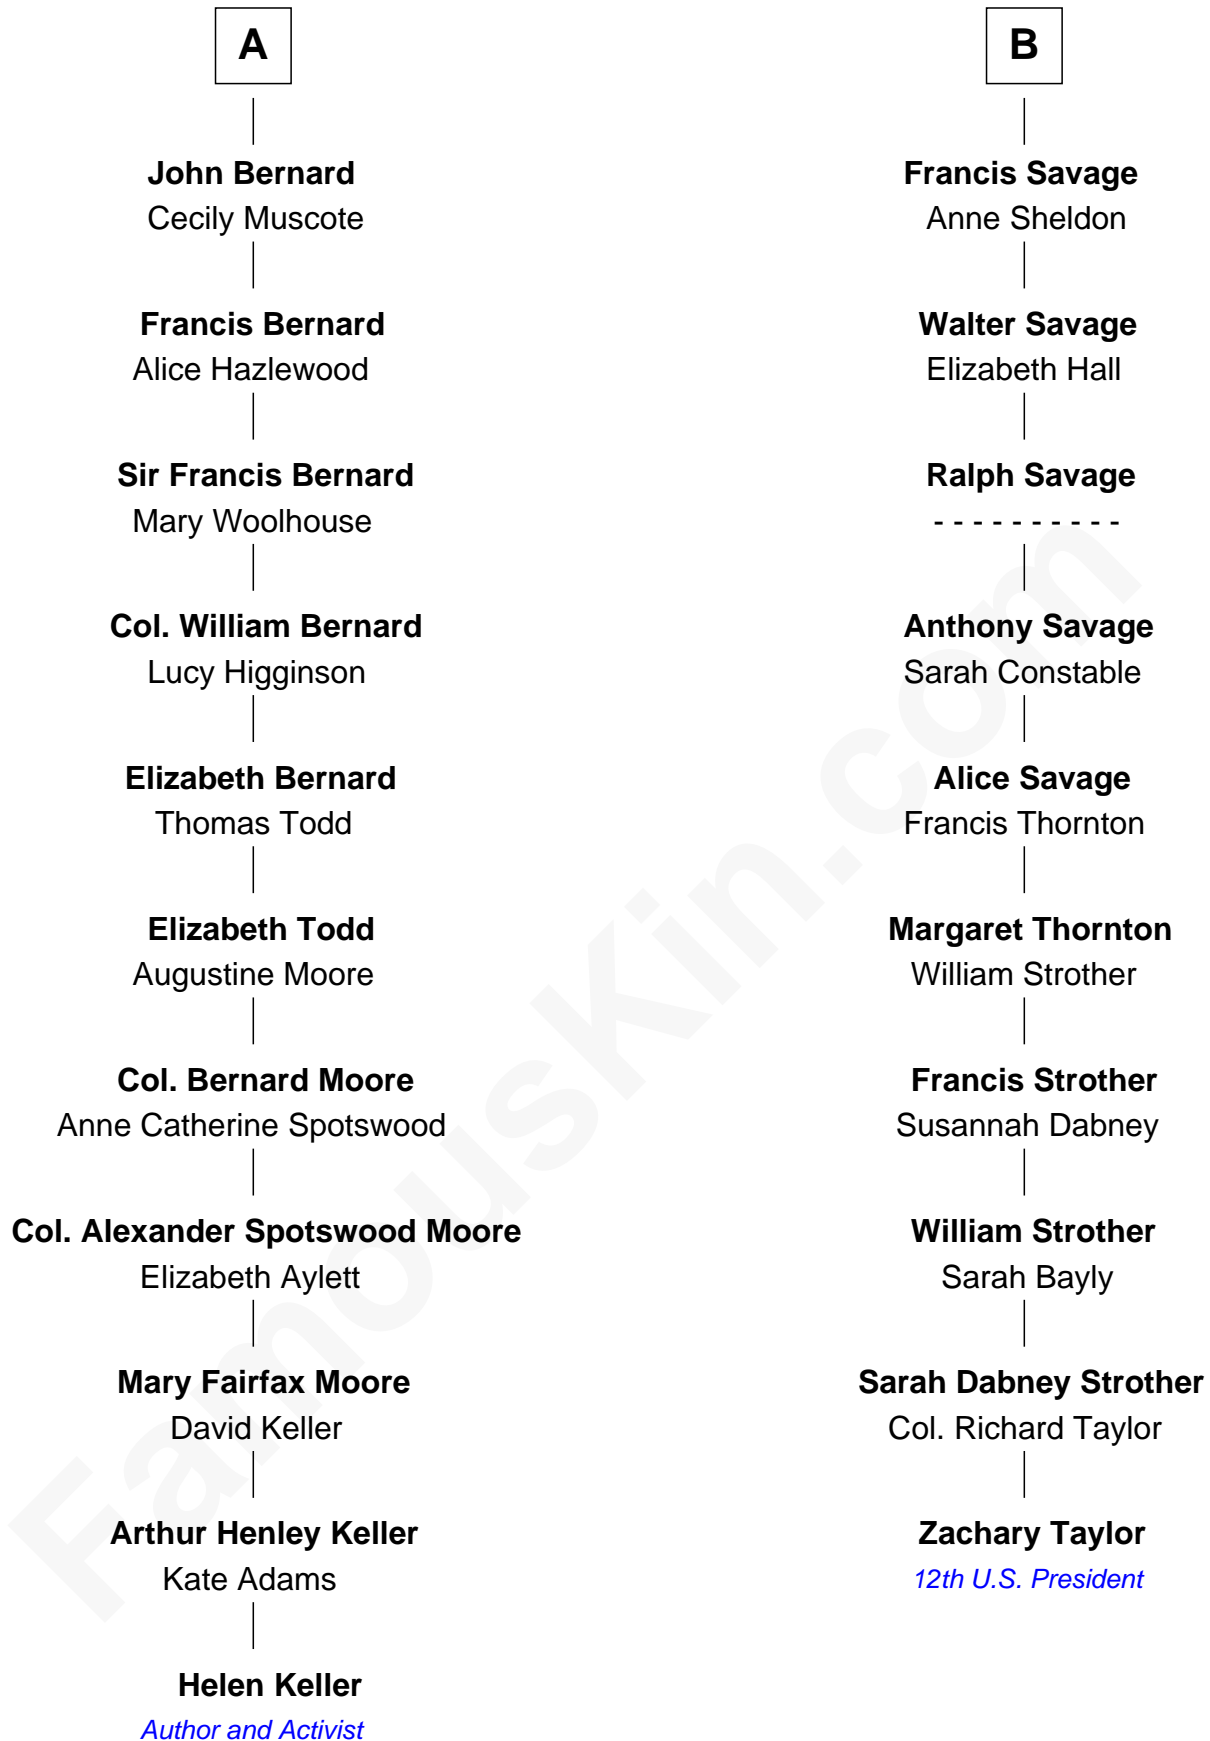 A
John Bernard
Cecily Muscote
Francis Bernard
Alice Hazlewood
Sir Francis Bernard
Mary Woolhouse
Col. William Bernard
Lucy Higginson
Elizabeth Bernard
Thomas Todd
Elizabeth Todd
Augustine Moore
Col. Bernard Moore
Anne Catherine Spotswood
Col. Alexander Spotswood Moore
Elizabeth Aylett
Mary Fairfax Moore
David Keller
Arthur Henley Keller
Kate Adams
Helen Keller
Author and Activist
B
Francis Savage
Anne Sheldon
Walter Savage
Elizabeth Hall
Ralph Savage
- - - - - - - - - -
Anthony Savage
Sarah Constable
Alice Savage
Francis Thornton
Margaret Thornton
William Strother
Francis Strother
Susannah Dabney
William Strother
Sarah Bayly
Sarah Dabney Strother
Col. Richard Taylor
Zachary Taylor
12th U.S. President
FamousKin.com